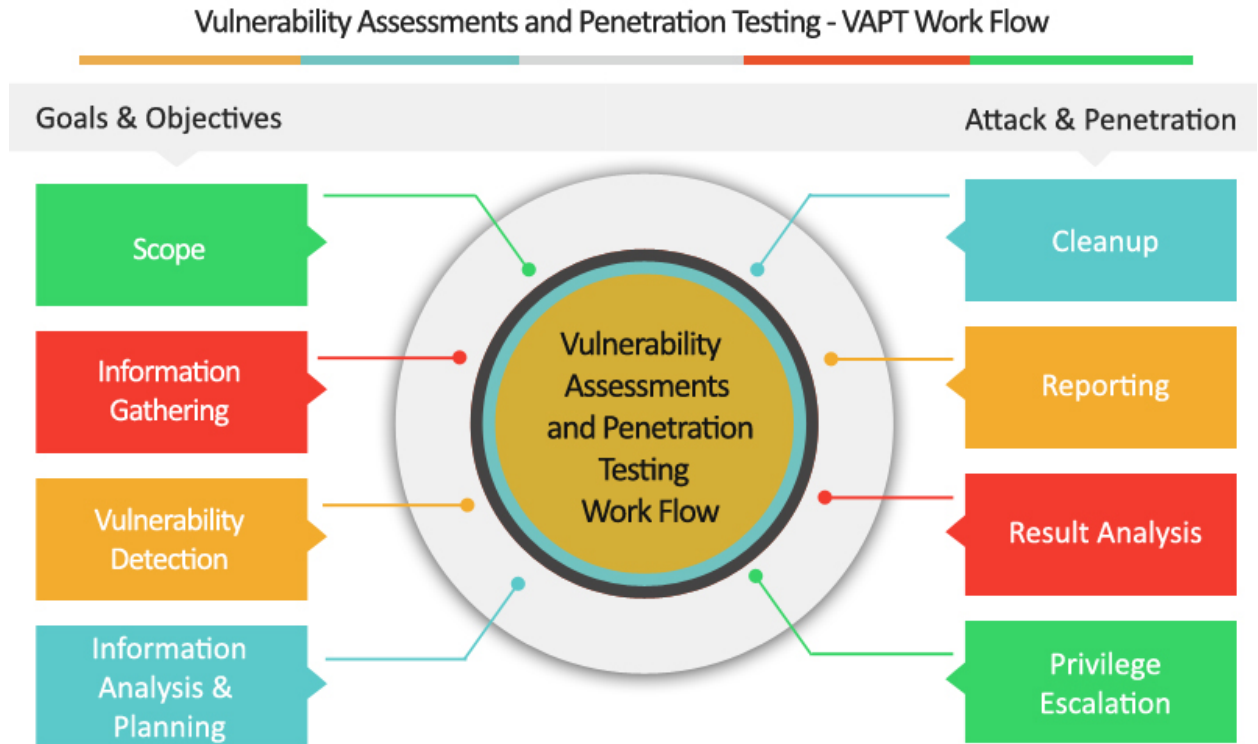 Vulnerability Assessments and Penetration Testing - VAPT Work Flow
Goals & Objectives
Attack & Penetration
Scope
Information
Gathering
Vulnerability
Detection
Information
Analysis &
Planning
Vulnerability
Assessments
and Penetration
Testing
Work Flow
Cleanup
Reporting
Result Analysis
Privilege
Escalation